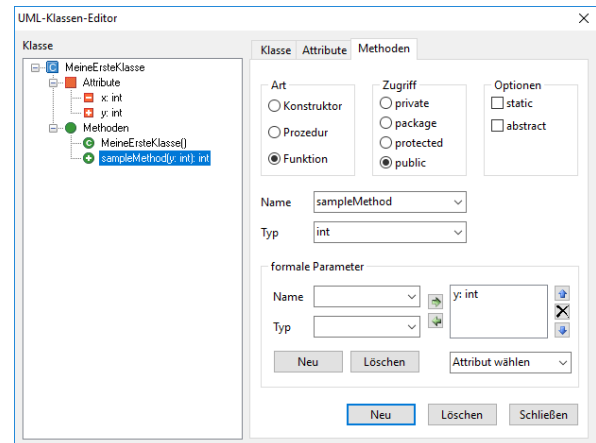 UML-Klassen-Editor
Klasse
MeineErsteKlasse
Attribute
x: int
y: int
Methoden
MeineErsteKlasse()
sampleMethod(y: int): int
Klasse Attribute Methoden
Art
Konstruktor
Prozedur
Funktion
Zugriff
private
package
protected
public
Optionen
static
abstract
Name sampleMethod
Typ int
formale Parameter
Name
Typ
y: int
Neu Löschen Attribut wählen
Neu Löschen Schließen